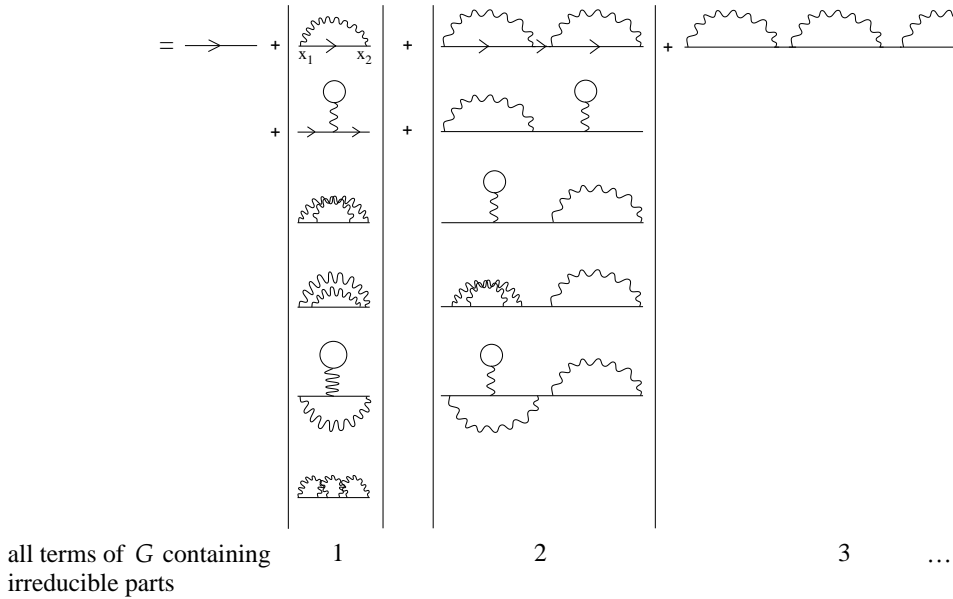 = + + +
x₁ x₂
+ +
all terms of G containing 1 2 3 ...
irreducible parts